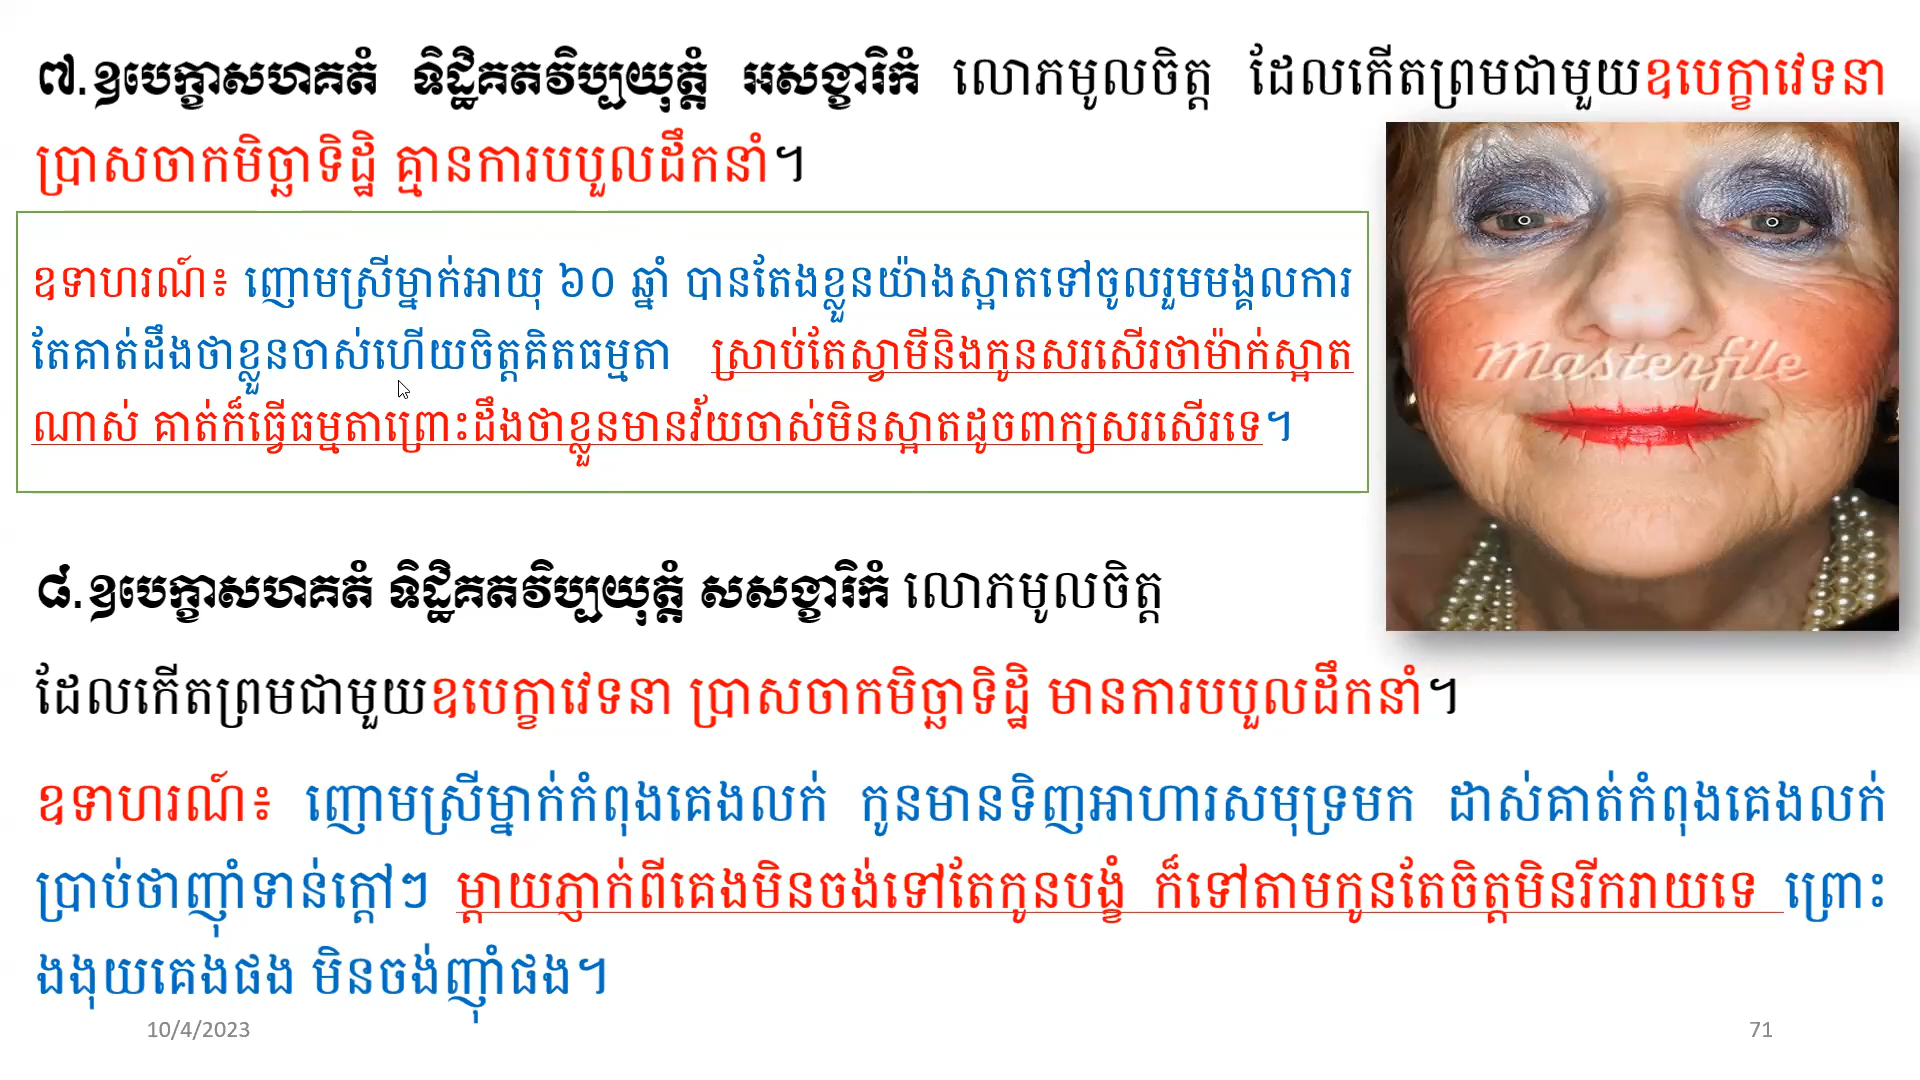 ៧.ឧបេក្ខាសហគតំ ទិដ្ឋិគតវិប្បយុត្តំ អសង្ខារិកំ លោភមូលចិត្ត ដែលកើតព្រមជាមួយឧបេក្ខាវេទនា
ប្រាសចាកមិច្ឆាទិដ្ឋិ គ្មានការបបួលដឹកនាំ។
ឧទាហរណ៍៖ ញោមស្រីម្នាក់អាយុ ៦០ ឆ្នាំ បានតែងខ្លួនយ៉ាងស្អាតទៅចូលរួមមង្គលការ
តែគាត់ដឹងថាខ្លួនចាស់ហើយចិត្តគិតធម្មតា ស្រាប់តែស្វាមីនិងកូនសរសើរថាម៉ាក់ស្អាត
ណាស់ គាត់ក៏ធ្វើធម្មតាព្រោះដឹងថាខ្លួនមានវ័យចាស់មិនស្អាតដូចពាក្យសរសើរទេ។
Masterfile
៨.ឧបេក្ខាសហគតំ ទិដ្ឋិគតវិប្បយុត្តំ សសង្ខារិកំ លោភមូលចិត្ត
ដែលកើតព្រមជាមួយឧបេក្ខាវេទនា ប្រាសចាកមិច្ឆាទិដ្ឋិ មានការបបួលដឹកនាំ។
ឧទាហរណ៍៖ ញោមស្រីម្នាក់កំពុងគេងលក់ កូនមានទិញអាហារសមុទ្រមក ដាស់គាត់កំពុងគេងលក់
ប្រាប់ថាញ៉ាំទាន់ក្តៅៗ ម្តាយភ្ញាក់ពីគេងមិនចង់ទៅតែកូនបង្ខំ ក៏ទៅតាមកូនតែចិត្តមិនរីករាយទេ ព្រោះ
ងងុយគេងផង មិនចង់ញ៉ាំផង។
10/4/2023
71